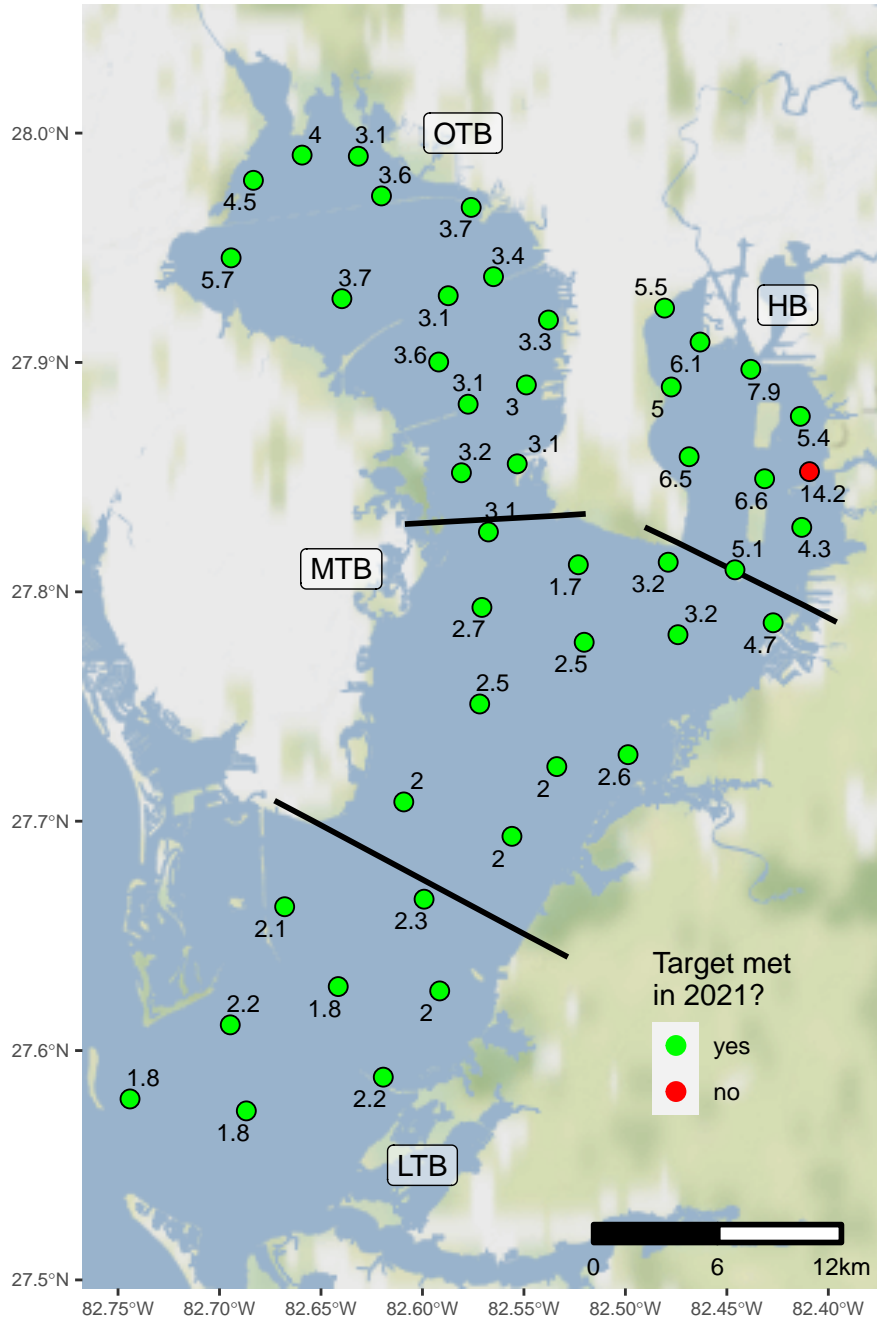 OTB
28.0°N
4
3.1
3.6
4.5
3.7
5.7
3.4
3.7
3.1
5.5
HB
3.3
27.9°N
3.6
6.1
3.1
3
5
7.9
5.4
3.2
3.1
6.5
6.6
14.2
3.1
4.3
MTB
5.1
27.8°N
1.7
3.2
2.7
3.2
2.5
4.7
2.5
2
2
2.6
27.7°N
2
2.1
2.3
Target met
in 2021?
2.2
1.8
2
27.6°N
yes
1.8
no
2.2
1.8
LTB
0
6
12km
27.5°N
82.75°W
82.70°W
82.65°W
82.60°W
82.55°W
82.50°W
82.45°W
82.40°W